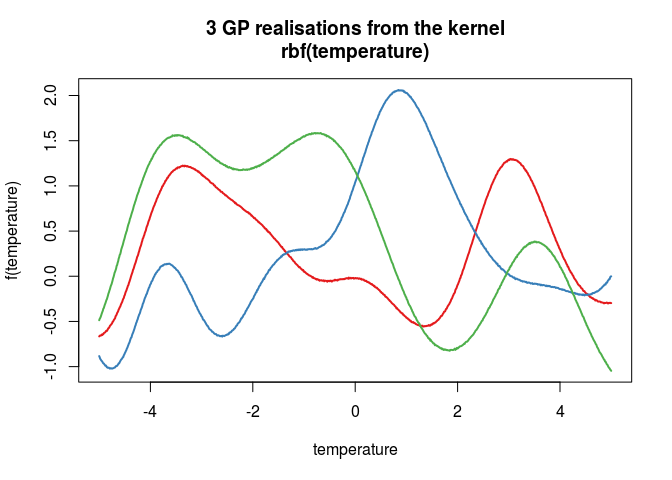 3 GP realisations from the kernel
rbf(temperature)
f(temperature)
2.0
1.5
1.0
0.5
0.0
-0.5
-1.0
-4 -2 0 2 4
temperature